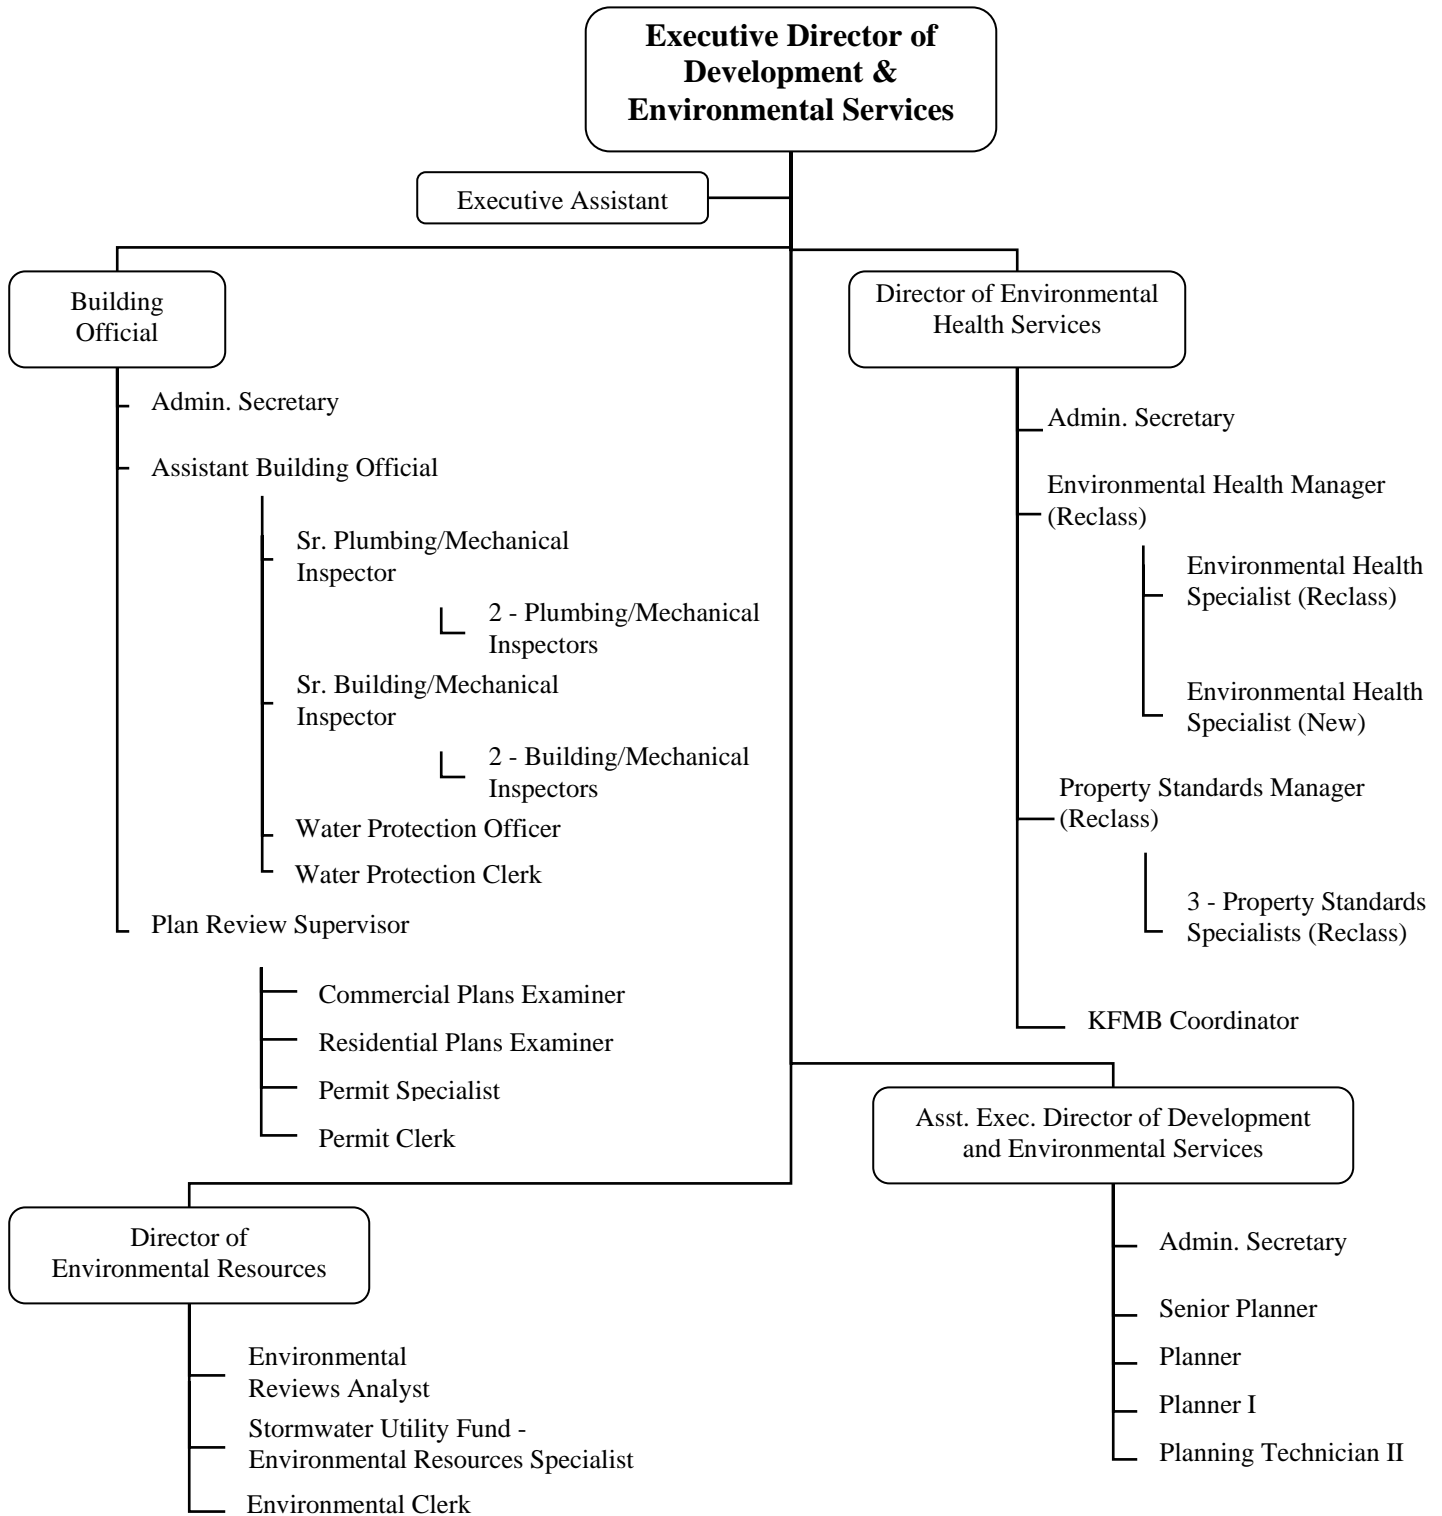 Executive Director of
Development &
Environmental Services
Executive Assistant
Building
Official
Admin. Secretary
Assistant Building Official
Sr. Plumbing/Mechanical
Inspector
2 - Plumbing/Mechanical
Inspectors
Sr. Building/Mechanical
Inspector
2 - Building/Mechanical
Inspectors
Water Protection Officer
Water Protection Clerk
Plan Review Supervisor
Commercial Plans Examiner
Residential Plans Examiner
Permit Specialist
Permit Clerk
Director of Environmental
Health Services
Admin. Secretary
Environmental Health Manager
(Reclass)
Environmental Health
Specialist (Reclass)
Environmental Health
Specialist (New)
Property Standards Manager
(Reclass)
3 - Property Standards
Specialists (Reclass)
KFMB Coordinator
Director of
Environmental Resources
Environmental
Reviews Analyst
Stormwater Utility Fund -
Environmental Resources Specialist
Environmental Clerk
Asst. Exec. Director of Development
and Environmental Services
Admin. Secretary
Senior Planner
Planner
Planner I
Planning Technician II